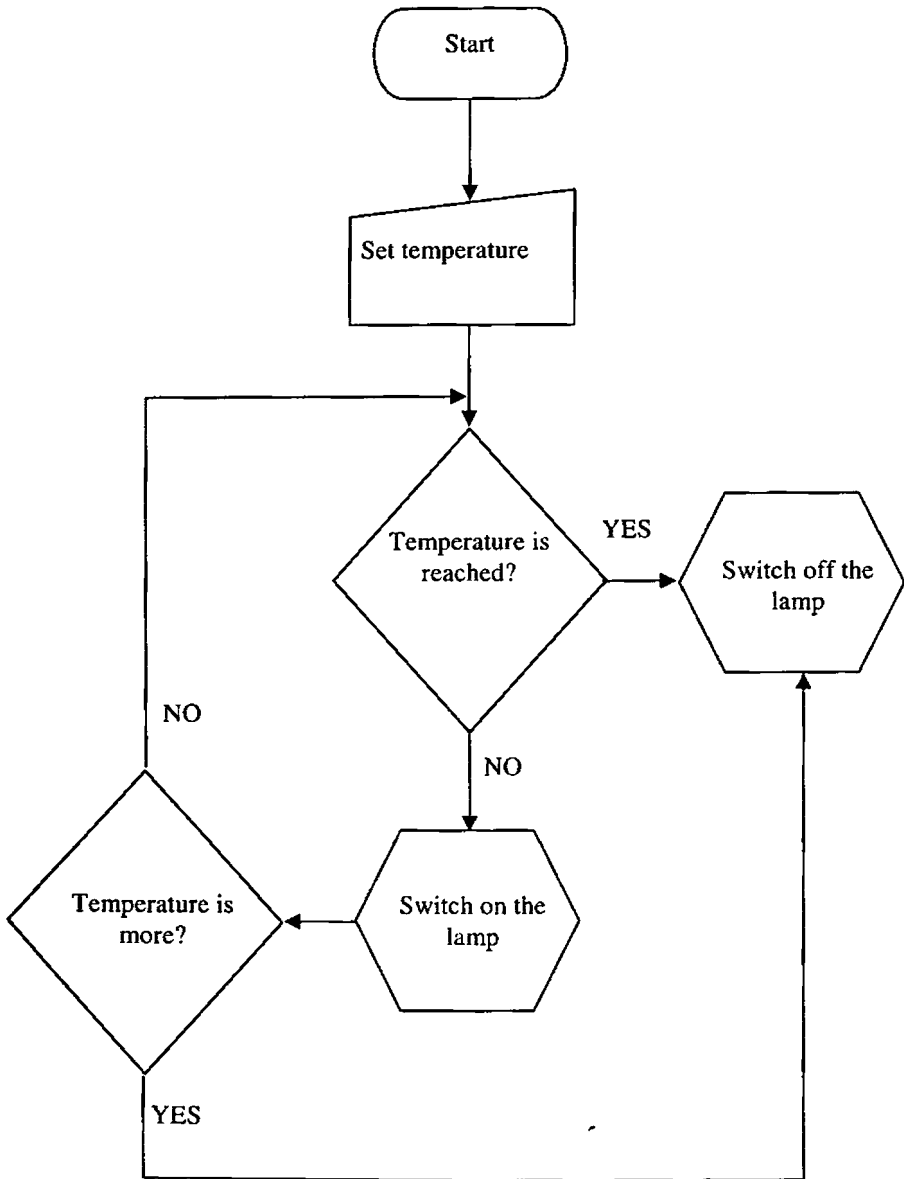 Start
Set temperature
Temperature is
reached?
YES
Switch off the
lamp
NO
Switch on the
lamp
Temperature is
more?
NO
YES